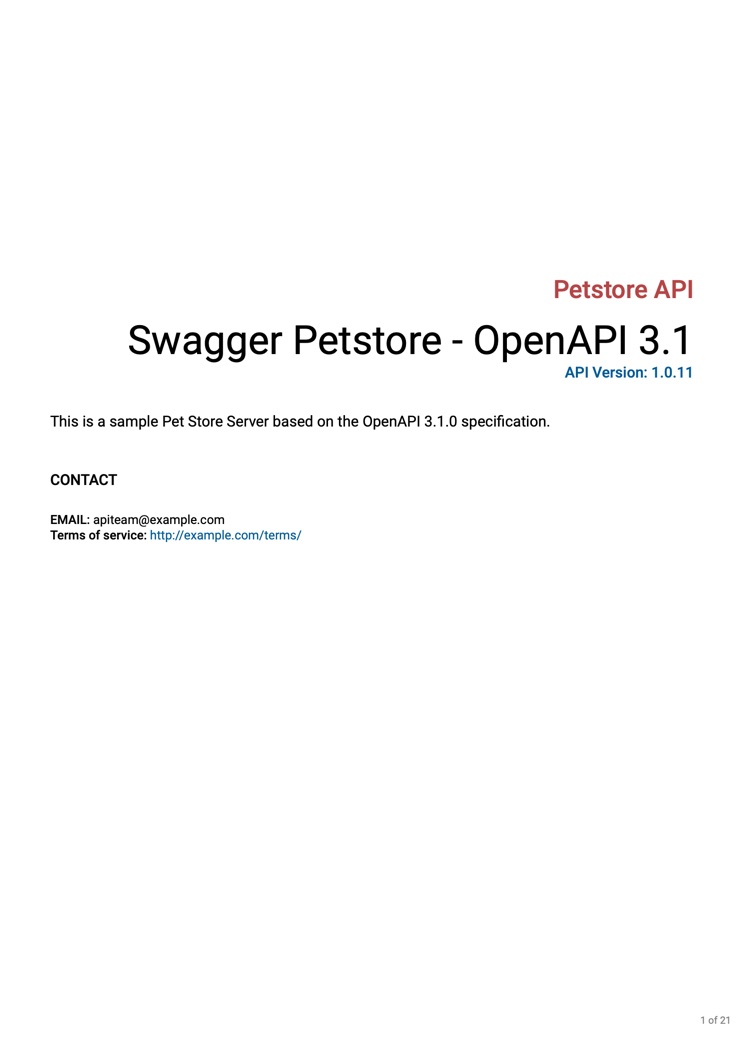 Petstore API
Swagger Petstore - OpenAPI 3.1
API Version: 1.0.11
This is a sample Pet Store Server based on the OpenAPI 3.1.0 specification.
CONTACT
EMAIL: apiteam@example.com
Terms of service: http://example.com/terms/
1 of 21